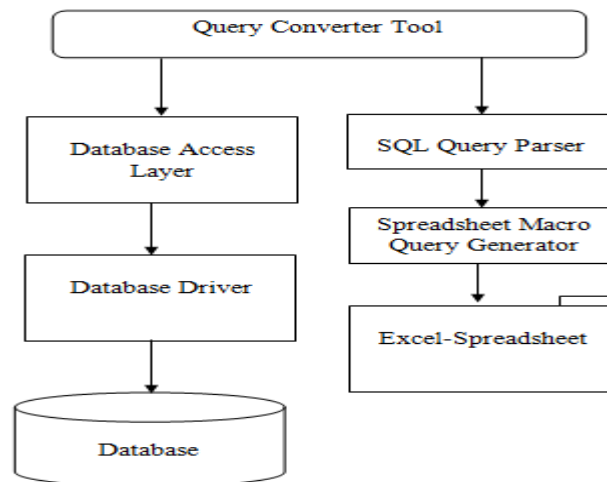 Query Converter Tool
Database Access
Layer
Database Driver
Database
SQL Query Parser
Spreadsheet Macro
Query Generator
Excel-Spreadsheet